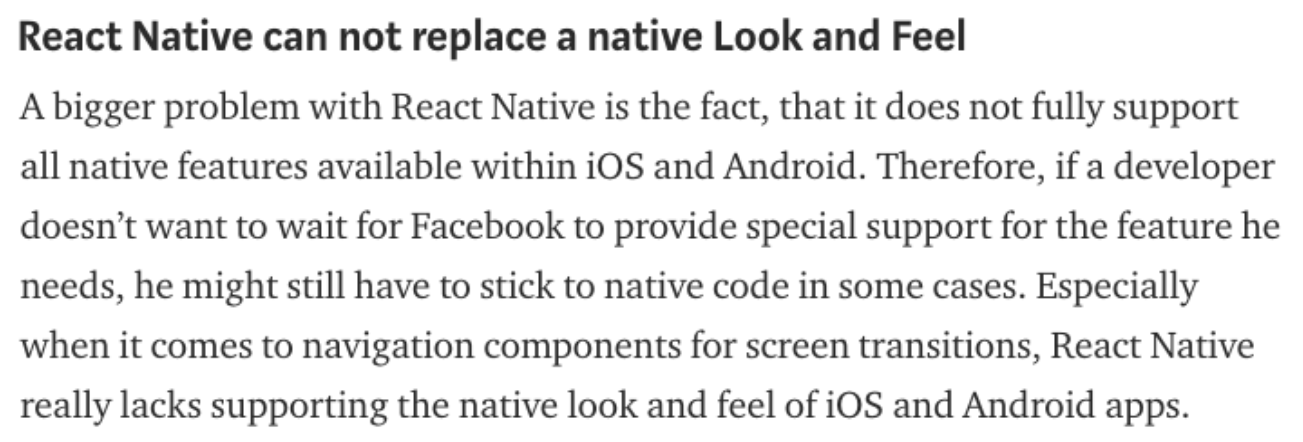 React Native can not replace a native Look and Feel
A bigger problem with React Native is the fact, that it does not fully support
all native features available within iOS and Android. Therefore, if a developer
doesn’t want to wait for Facebook to provide special support for the feature he
needs, he might still have to stick to native code in some cases. Especially
when it comes to navigation components for screen transitions, React Native
really lacks supporting the native look and feel of iOS and Android apps.